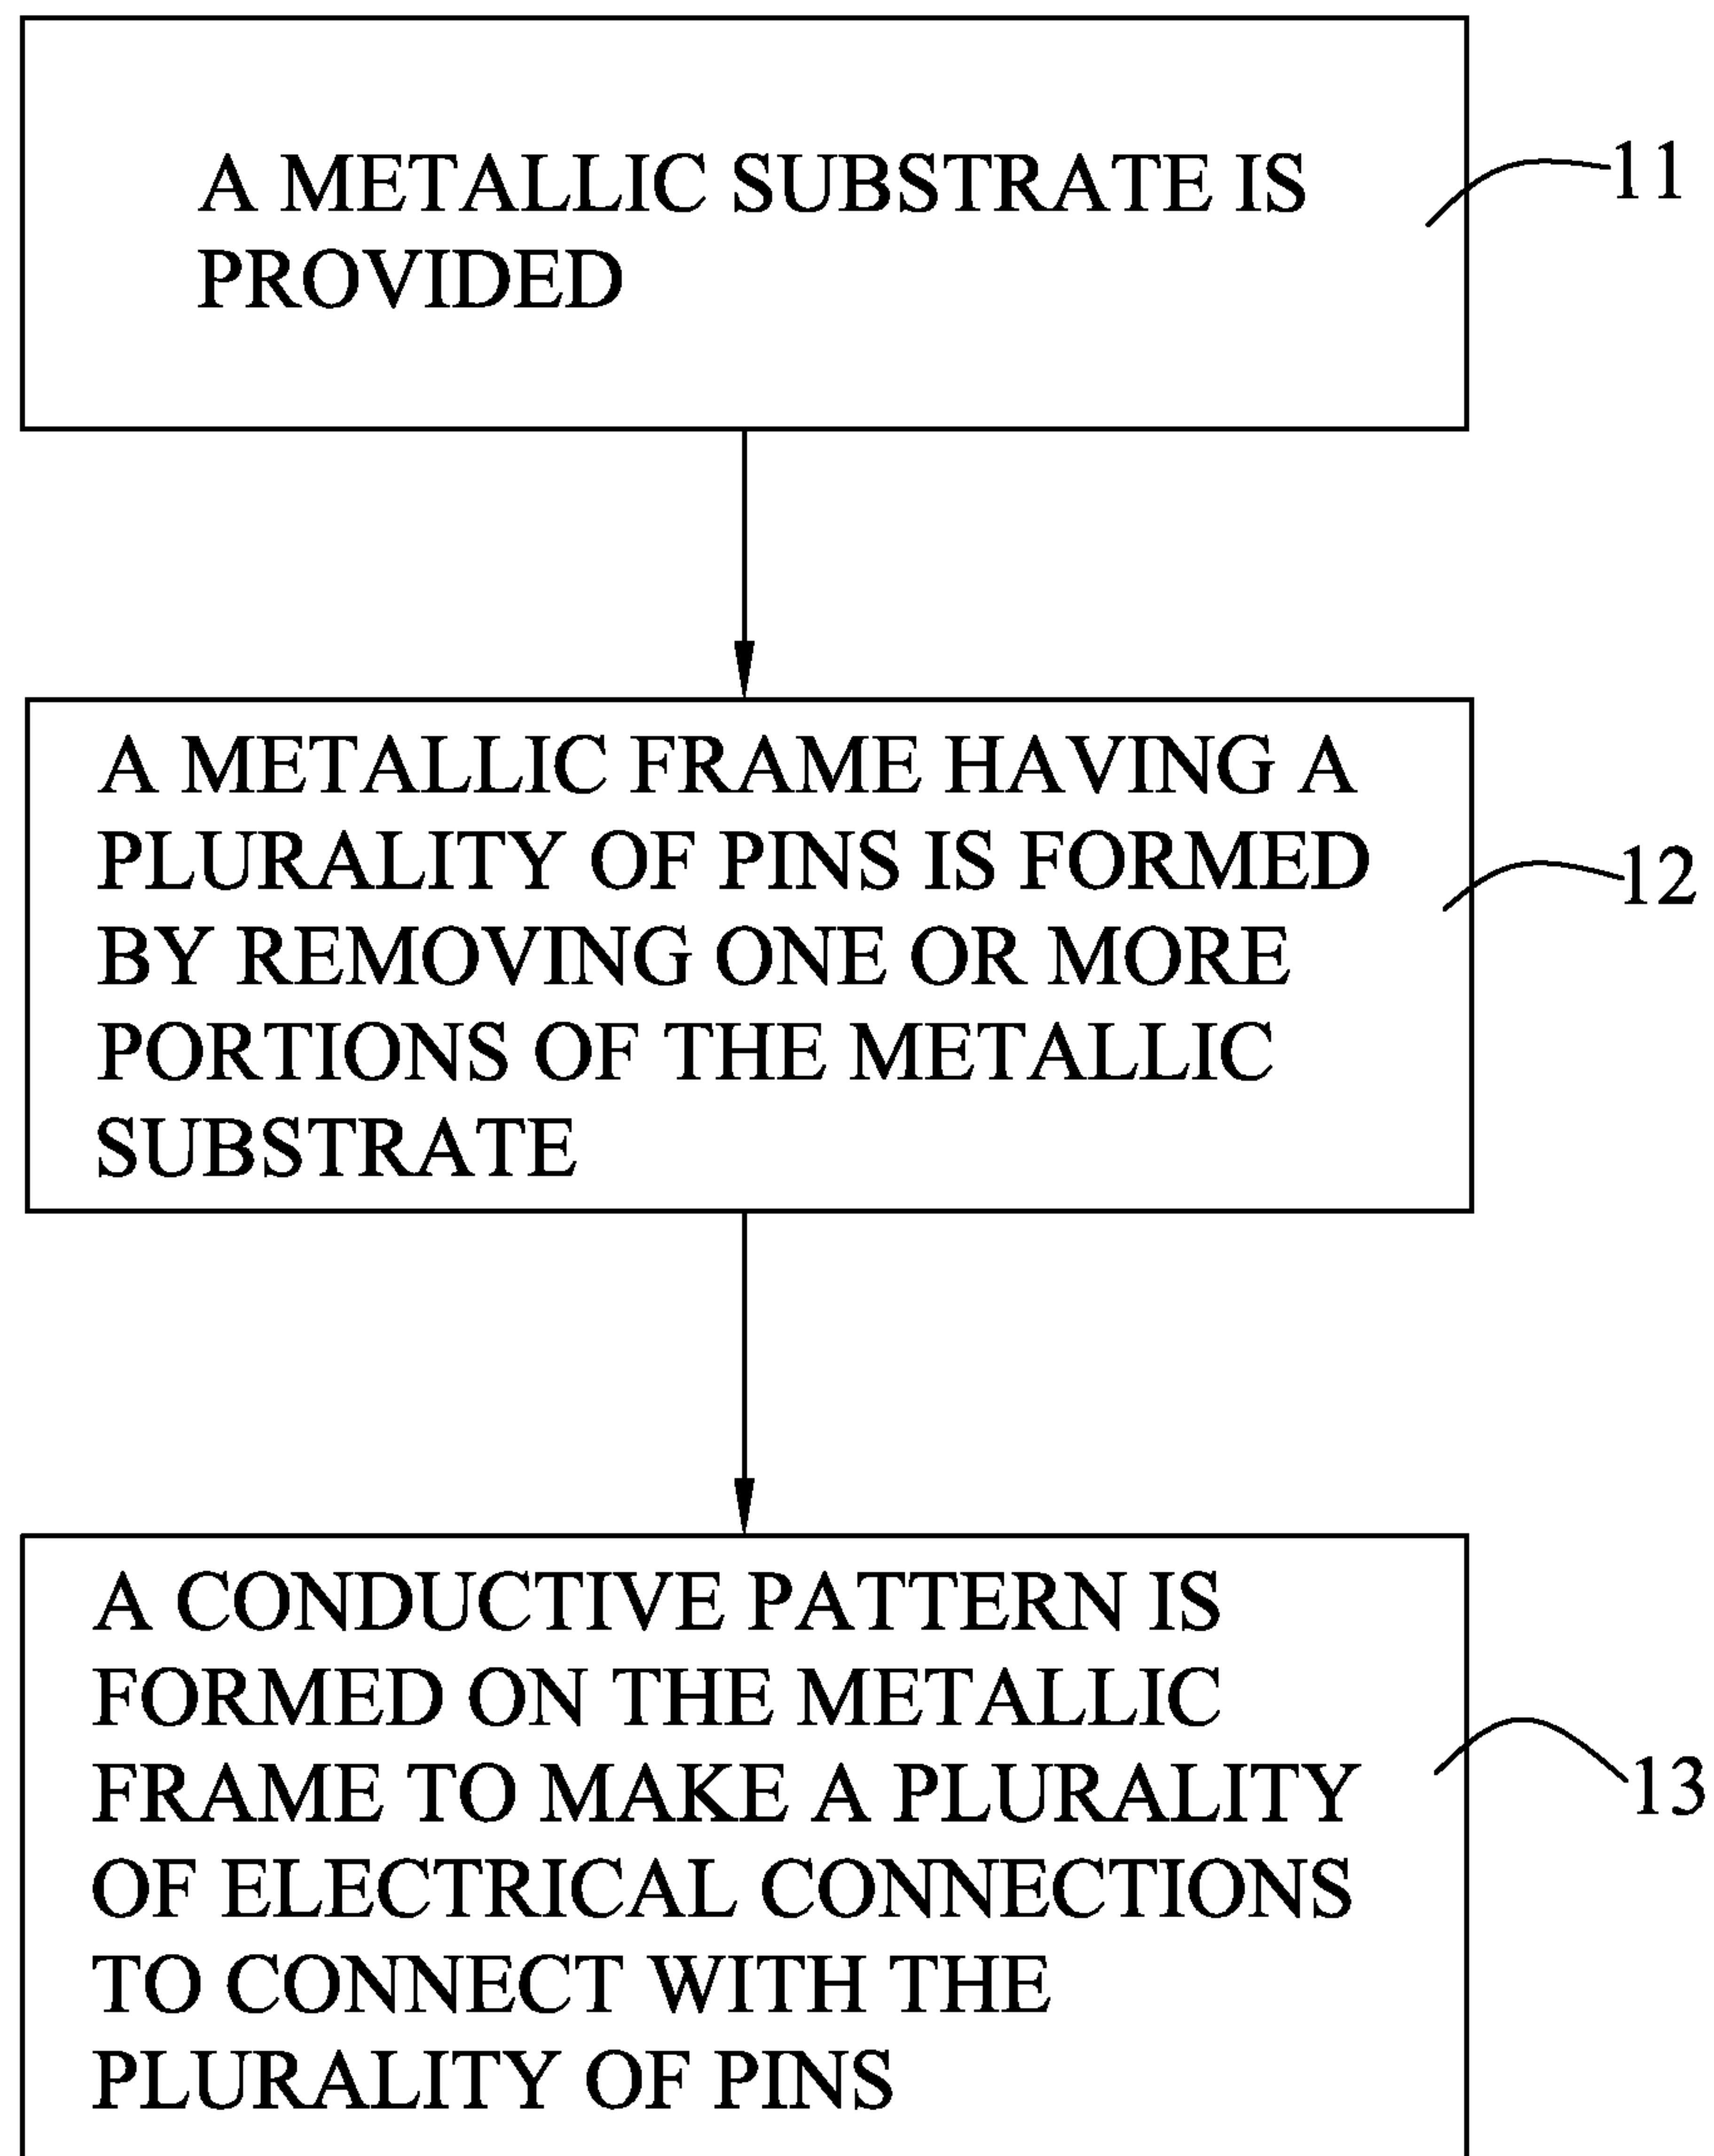 A METALLIC SUBSTRATE IS
PROVIDED
11
A METALLIC FRAME HAVING A
PLURALITY OF PINS IS FORMED
BY REMOVING ONE OR MORE
PORTIONS OF THE METALLIC
SUBSTRATE
12
A CONDUCTIVE PATTERN IS
FORMED ON THE METALLIC
FRAME TO MAKE A PLURALITY
OF ELECTRICAL CONNECTIONS
TO CONNECT WITH THE
PLURALITY OF PINS
13